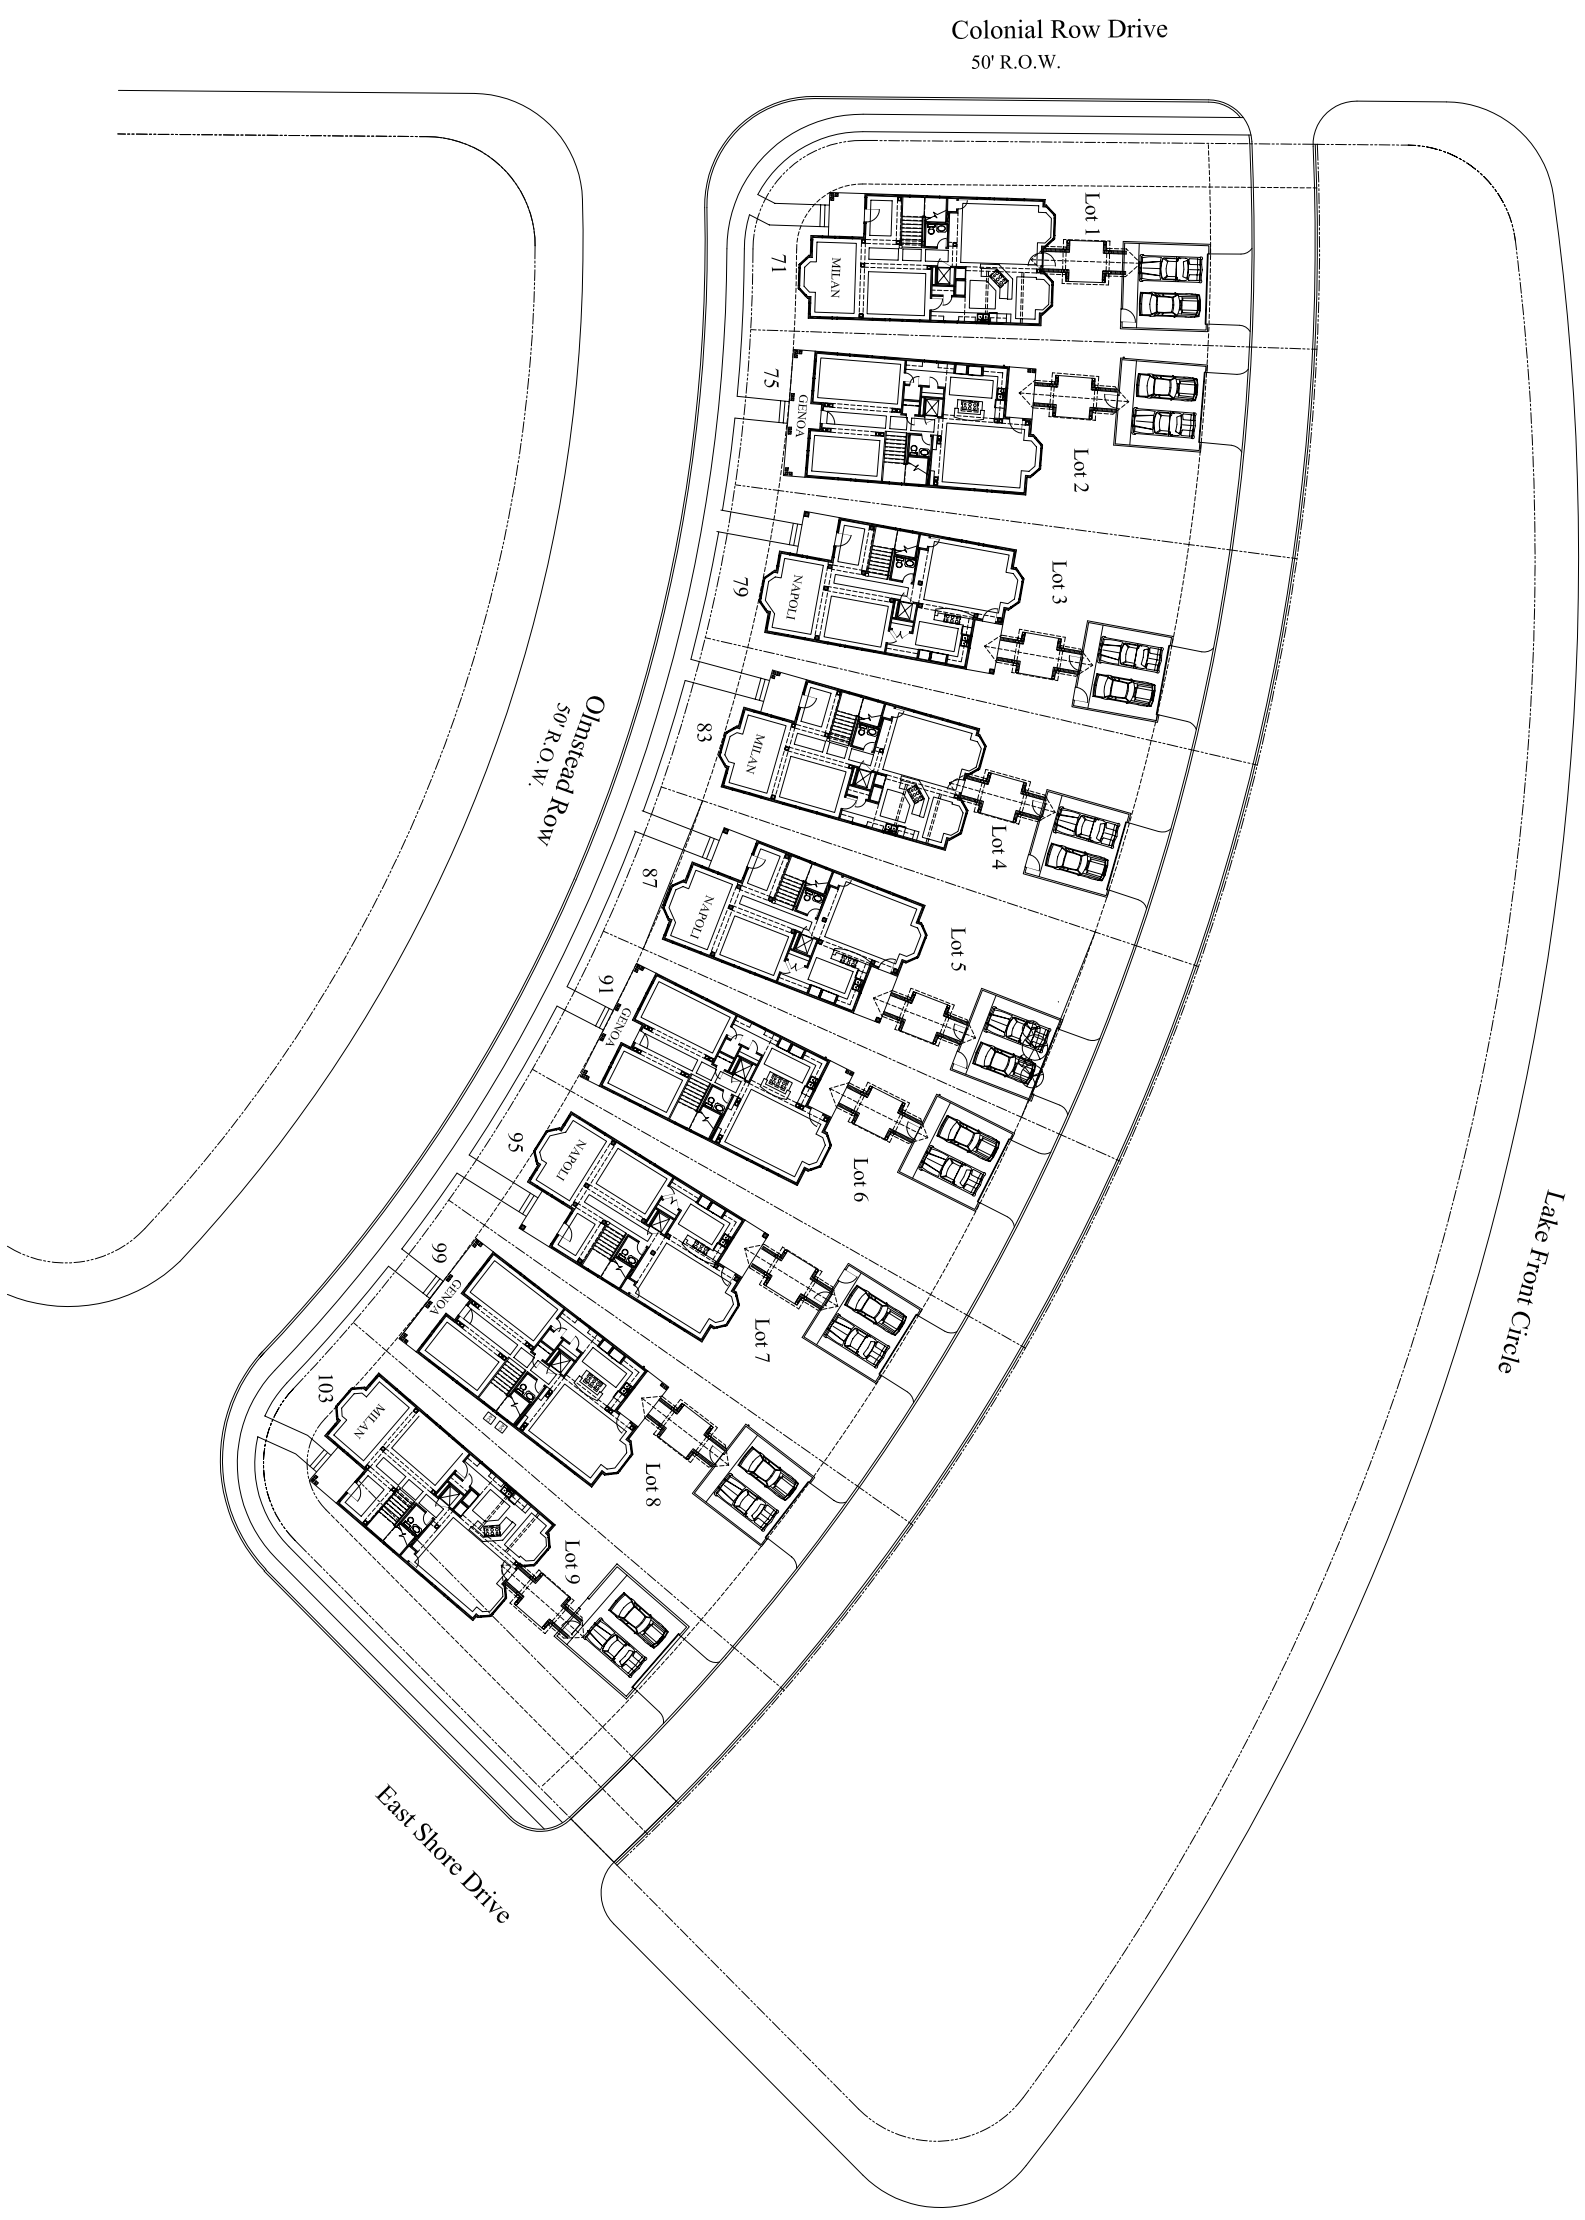 Colonial Row Drive
50' R.O.W.
Lot 1
71
MILAN
75
GENOA
Lot 2
Lot 3
79
NAPOLI
83
MILAN
Lot 4
Olmstead Row
50' R.O.W.
87
NAPOLI
Lot 5
91
GENOA
95
NAPOLI
Lot 6
Lake Front Circle
99
GENOA
Lot 7
103
MILAN
Lot 8
Lot 9
East Shore Drive